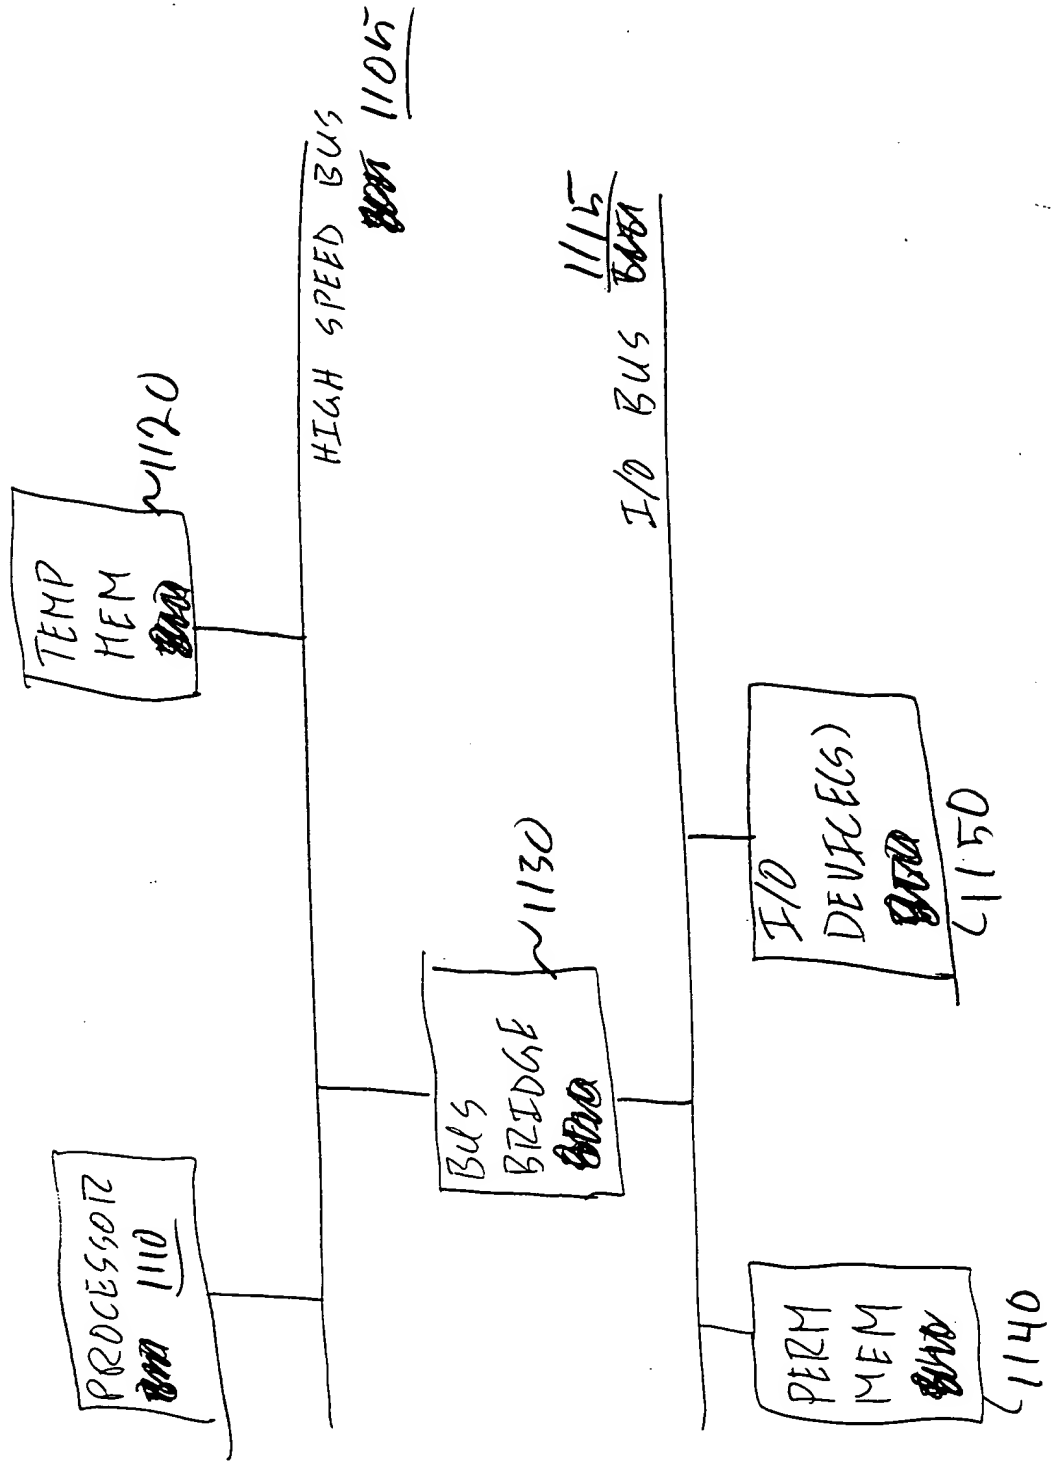 PROCESSOR
1110
TEMP
MEM
~1120
HIGH SPEED BUS
1105
BUS
BRIDGE
~1130
I/O BUS
1115
PERM
MEM
1140
I/O
DEVICE(S)
1150